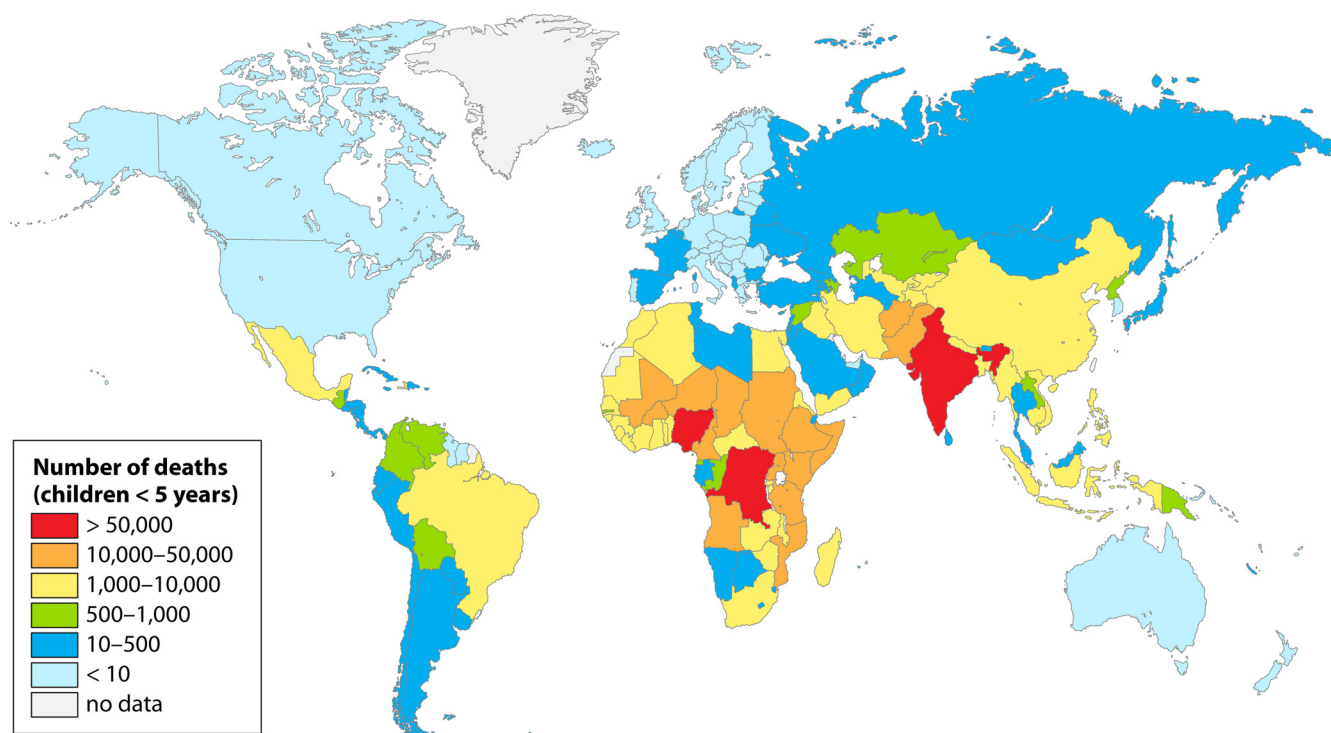 Number of deaths
(children < 5 years)
> 50,000
10,000–50,000
1,000–10,000
500–1,000
10–500
< 10
no data